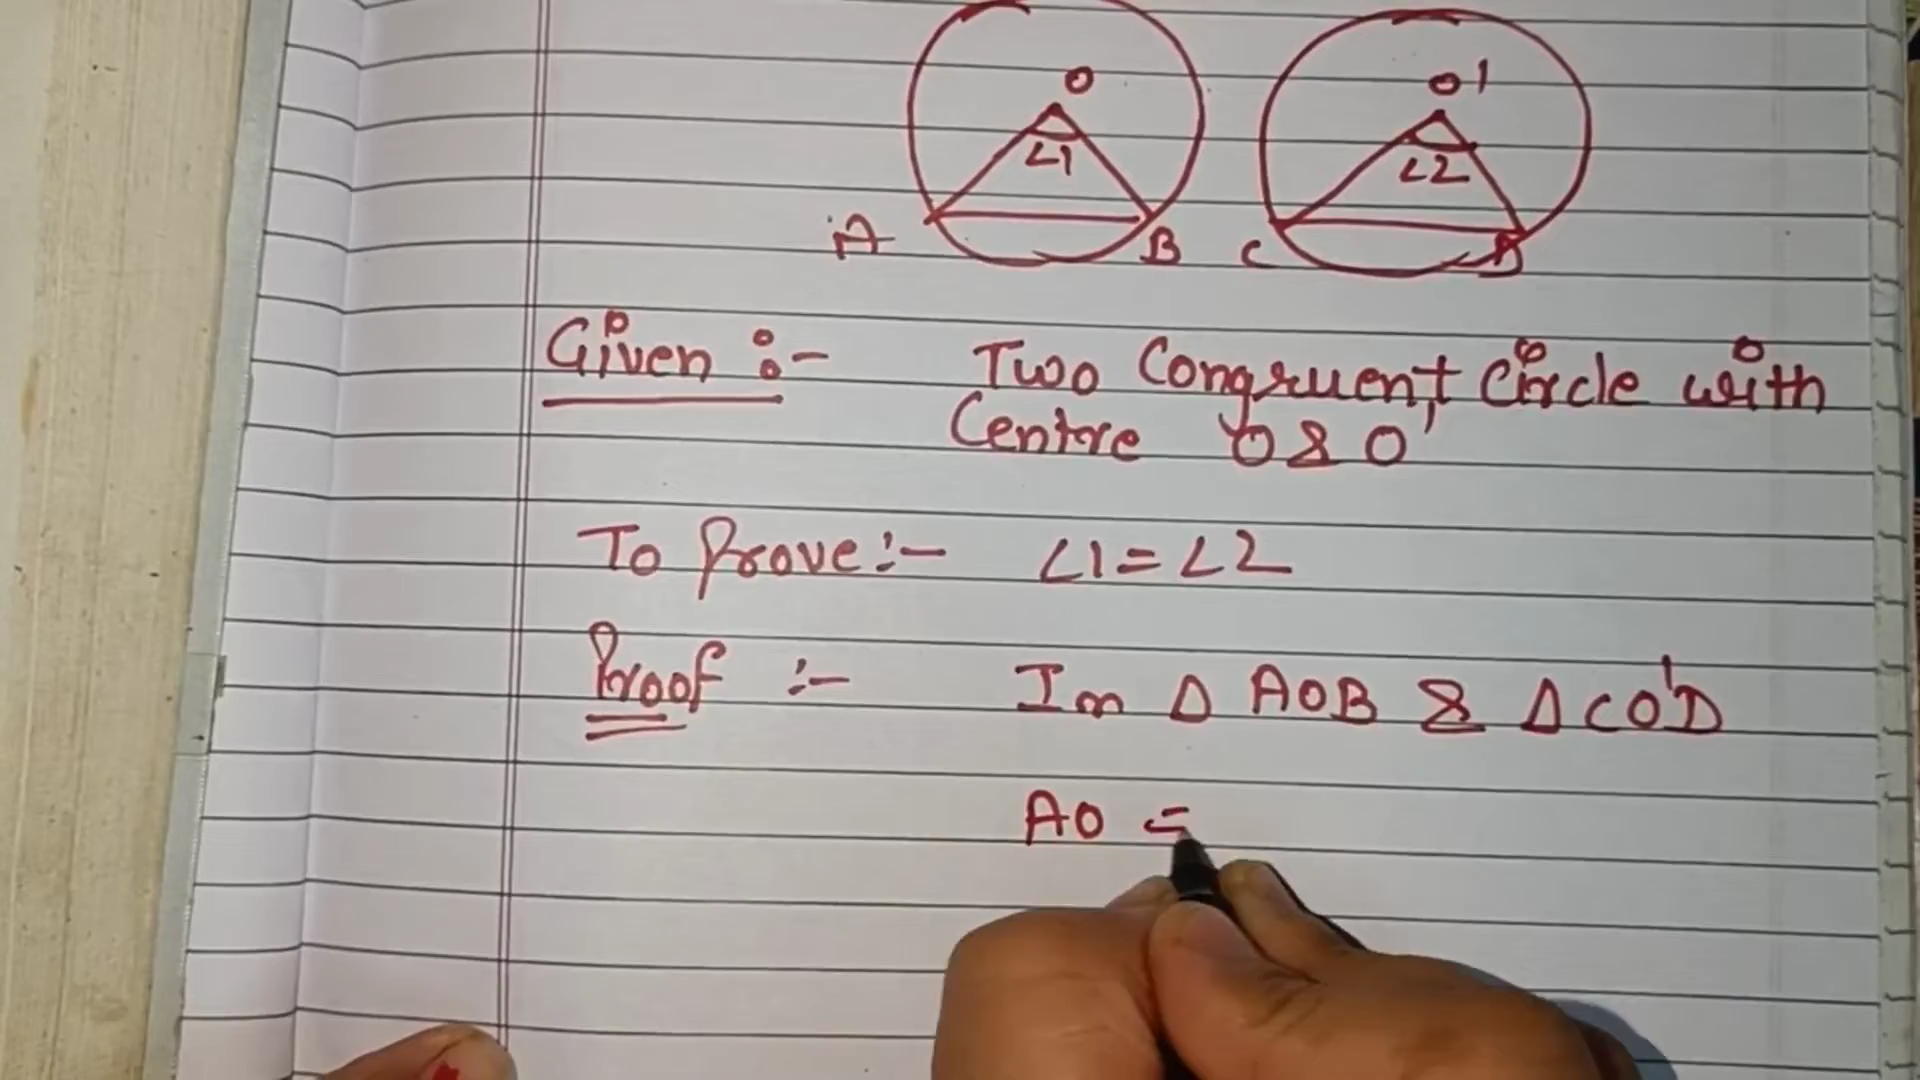 O O'
∠1 ∠2
A B C D
Given :- Two Congruent Circle with
Centre O & O'
To Prove :- ∠1 = ∠2
Proof :- In Δ AOB & Δ CO'D
AO =